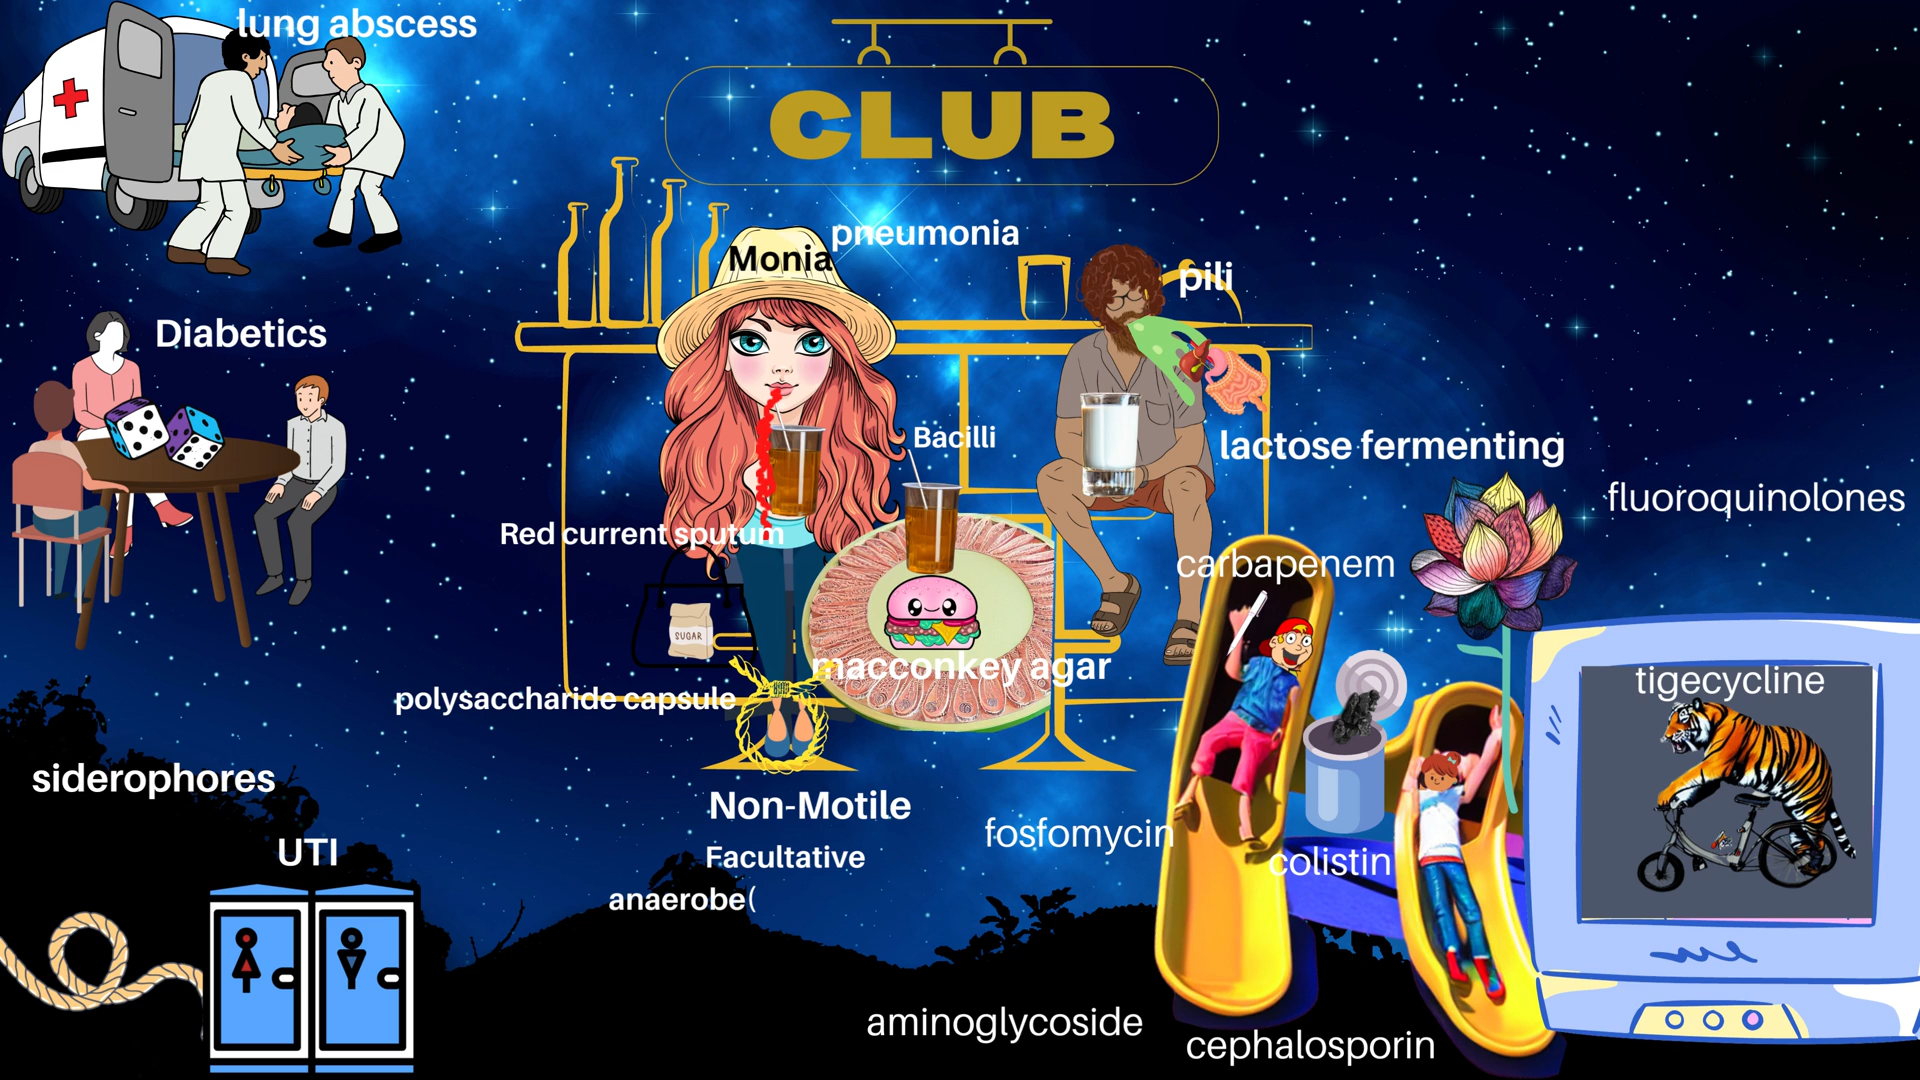 lung abscess
CLUB
pneumonia
Monia
pili
Diabetics
Bacilli
lactose fermenting
fluoroquinolones
Red current sputum
carbapenem
SUGAR
macconkey agar
tigecycline
polysaccharide capsule
siderophores
Non-Motile
fosfomycin
UTI
Facultative
colistin
anaerobe(
aminoglycoside
cephalosporin